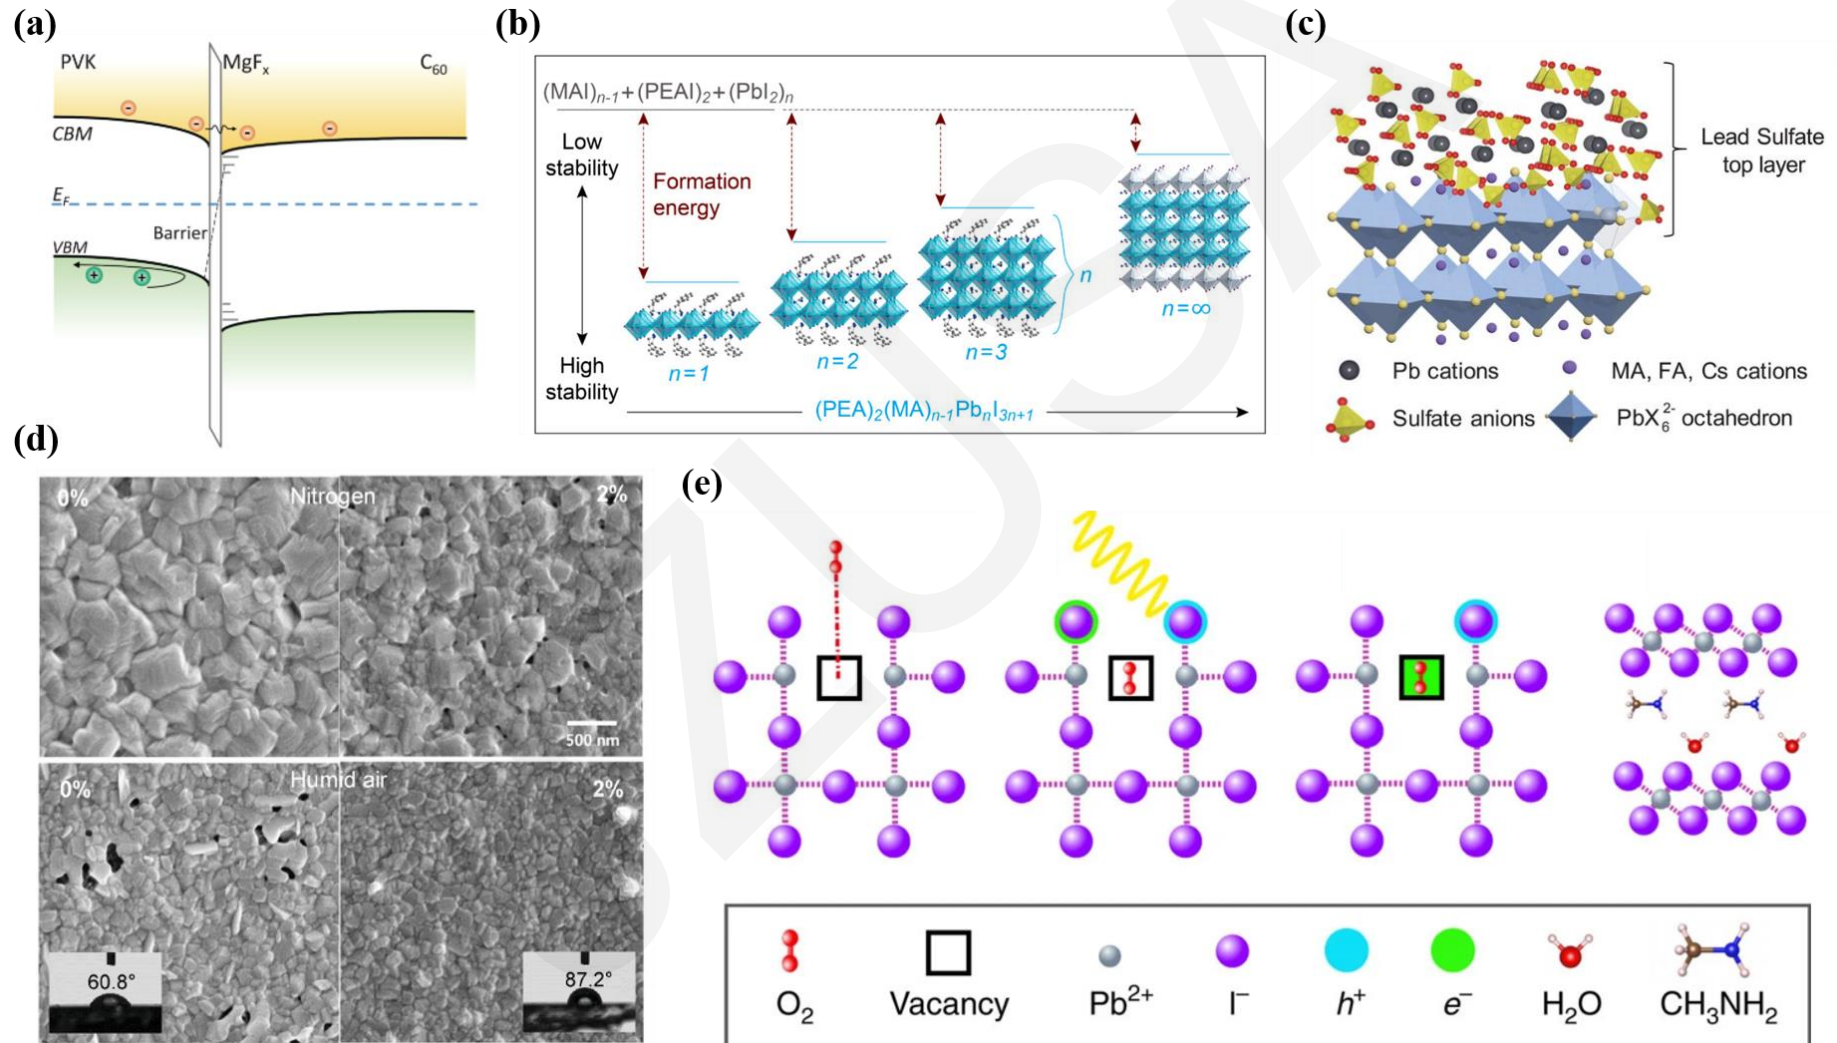 (a)
PVK
MgFx
C60
CBM
EF
Barrier
VBM
(b)
(MAI)n-1+(PEAI)2+(PbI2)n
Low
stability
Formation
energy
High
stability
n=1
n=2
n=3
n
n=∞
(PEA)2(MA)n-1PbnI3n+1
(c)
Lead Sulfate
top layer
Pb cations
MA, FA, Cs cations
Sulfate anions
PbX6 2- octahedron
(d)
0%
Nitrogen
2%
500 nm
0%
Humid air
2%
60.8°
87.2°
(e)
O2
Vacancy
Pb2+
I−
h+
e−
H2O
CH3NH2